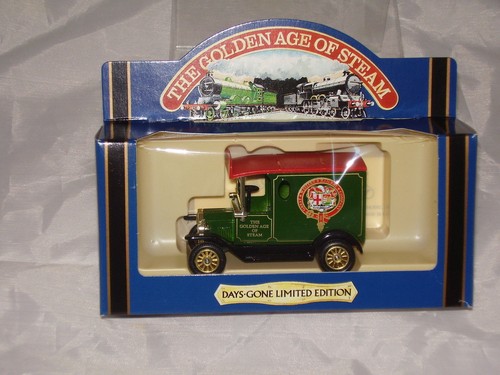 THE GOLDEN AGE OF STEAM
THE
GOLDEN AGE
OF
STEAM
DAYS-GONE LIMITED EDITION